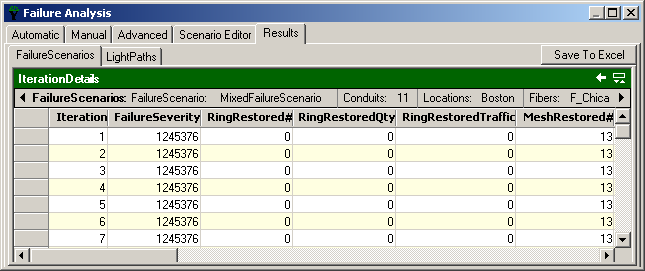 Failure Analysis
Automatic Manual Advanced Scenario Editor Results
FailureScenarios LightPaths Save To Excel
IterationDetails
FailureScenarios: FailureScenario: MixedFailureScenario Conduits: 11 Locations: Boston Fibers: F_Chica
Iteration FailureSeverity RingRestored# RingRestoredQty RingRestoredTraffic MeshRestored#
1 1245376 0 0 0 13
2 1245376 0 0 0 13
3 1245376 0 0 0 13
4 1245376 0 0 0 13
5 1245376 0 0 0 13
6 1245376 0 0 0 13
7 1245376 0 0 0 13